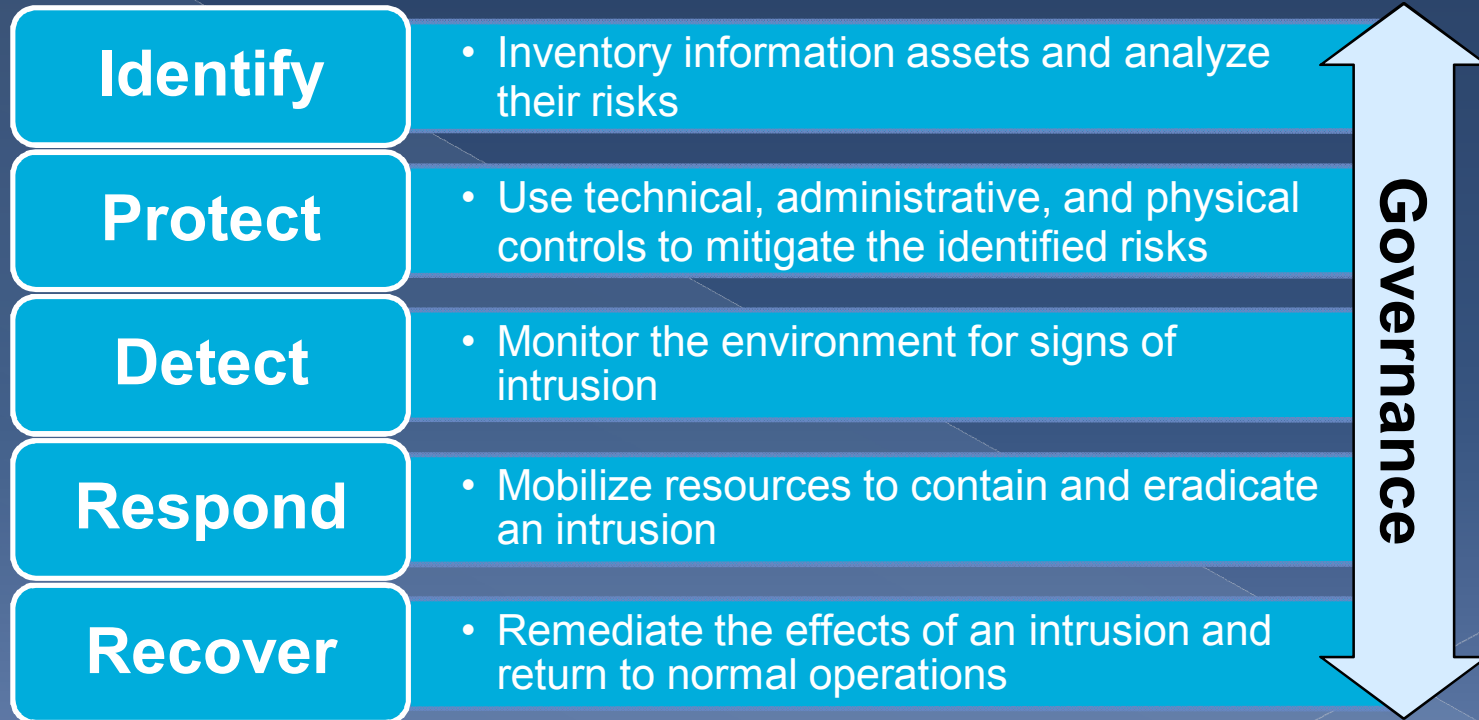 Identify
• Inventory information assets and analyze
their risks
Protect
• Use technical, administrative, and physical
controls to mitigate the identified risks
Detect
• Monitor the environment for signs of
intrusion
Respond
• Mobilize resources to contain and eradicate
an intrusion
Recover
• Remediate the effects of an intrusion and
return to normal operations
Governance